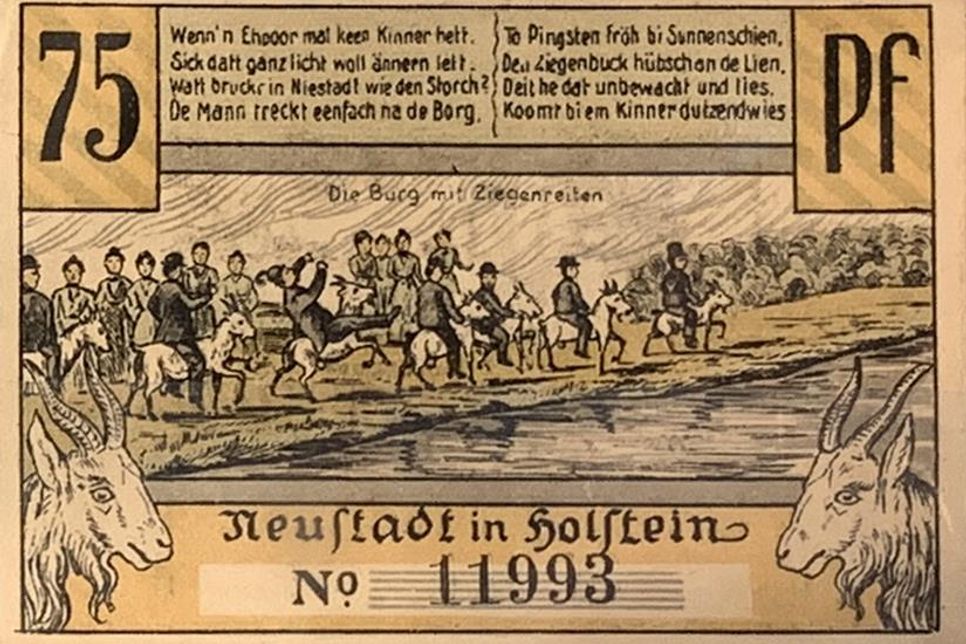 75
Wenn'n Ehpoor mal keen Kinner hett.
Sick datt ganz licht woll ännern lett.
Watt bruckt in Niestadt wie den Storch?
De Mann treckt eenfach na de Borg.
To Pingsten fröh bi Sunnenschien,
Den Ziegenbuck hübsch an de Lien,
Deit he dat unbewacht und lies.
Koomt bi em Kinner dutzendwies
Pf
Die Burg mit Ziegenreiten
Neuſtadt in Holſtein
No 11993